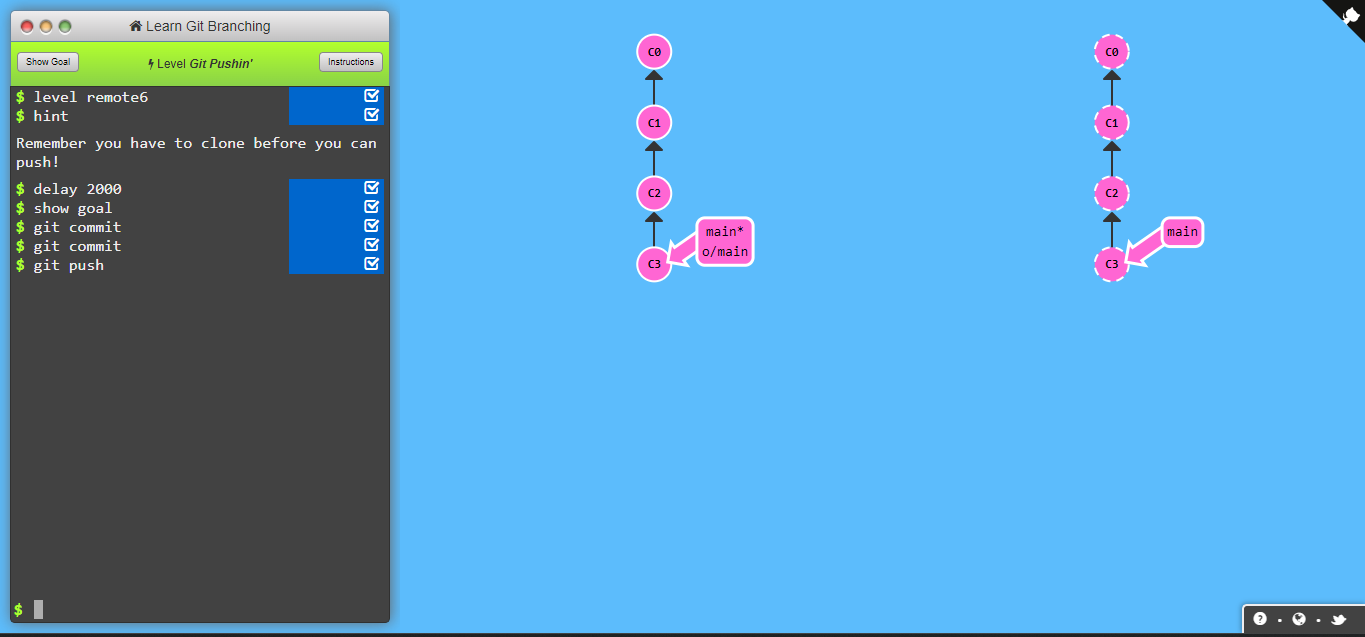 Learn Git Branching
Show Goal
Level Git Pushin'
Instructions
$ level remote6
$ hint
Remember you have to clone before you can
push!
$ delay 2000
$ show goal
$ git commit
$ git commit
$ git push
$
C0
C1
C2
C3
main*
o/main
C0
C1
C2
C3
main